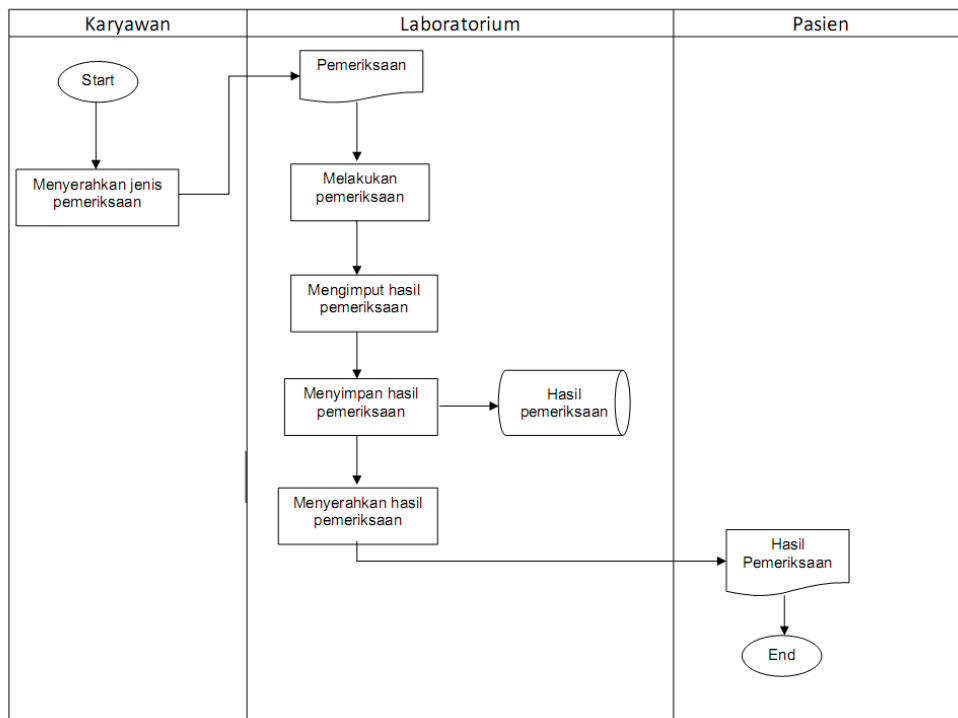 Karyawan
Laboratorium
Pasien
Start
Menyerahkan jenis
pemeriksaan
Pemeriksaan
Melakukan
pemeriksaan
Mengimput hasil
pemeriksaan
Menyimpan hasil
pemeriksaan
Hasil
pemeriksaan
Menyerahkan hasil
pemeriksaan
Hasil
Pemeriksaan
End